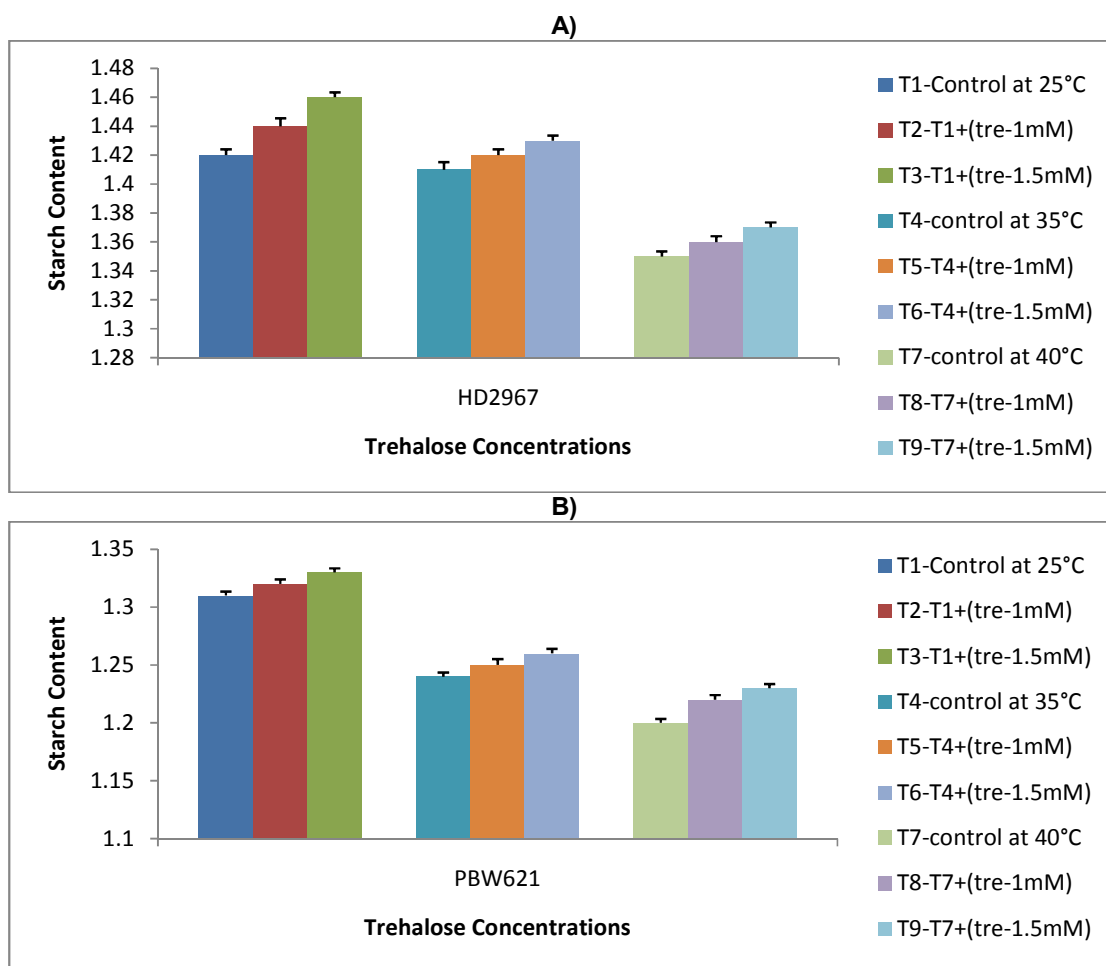 A)
Starch Content
1.48
1.46
1.44
1.42
1.4
1.38
1.36
1.34
1.32
1.3
1.28
HD2967
Trehalose Concentrations
T1-Control at 25°C
T2-T1+(tre-1mM)
T3-T1+(tre-1.5mM)
T4-control at 35°C
T5-T4+(tre-1mM)
T6-T4+(tre-1.5mM)
T7-control at 40°C
T8-T7+(tre-1mM)
T9-T7+(tre-1.5mM)
B)
Starch Content
1.35
1.3
1.25
1.2
1.15
1.1
PBW621
Trehalose Concentrations
T1-Control at 25°C
T2-T1+(tre-1mM)
T3-T1+(tre-1.5mM)
T4-control at 35°C
T5-T4+(tre-1mM)
T6-T4+(tre-1.5mM)
T7-control at 40°C
T8-T7+(tre-1mM)
T9-T7+(tre-1.5mM)